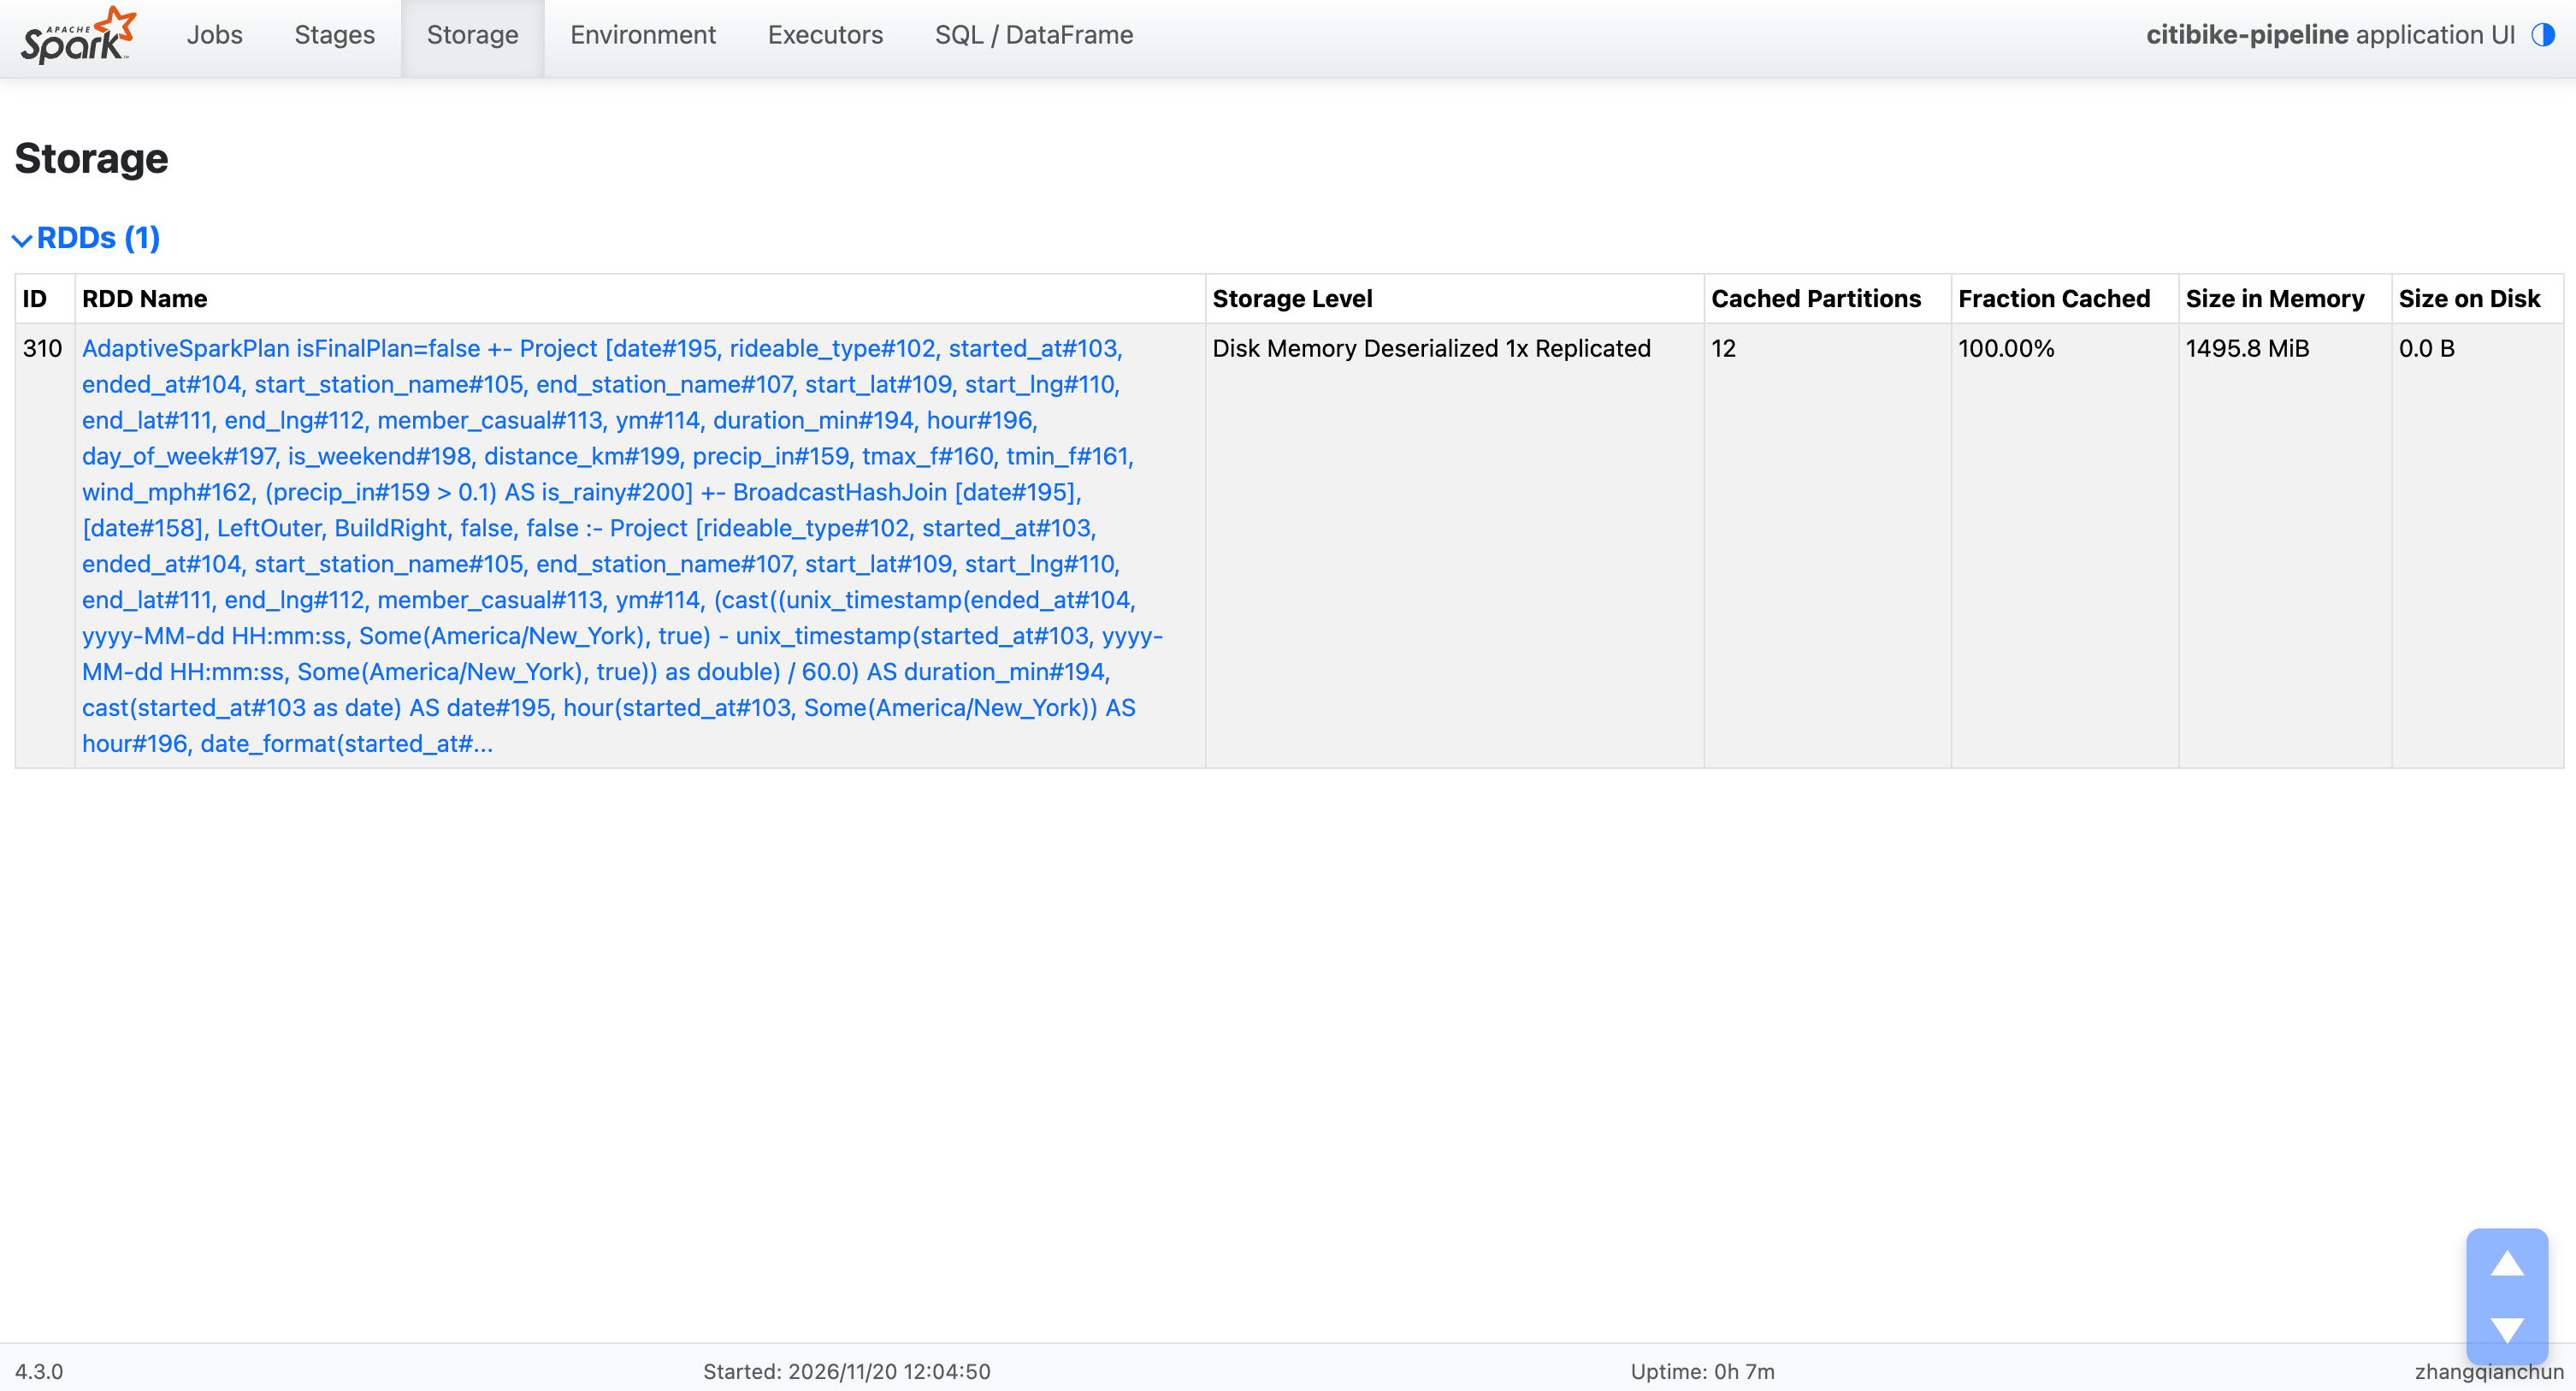 APACHE Spark Jobs Stages Storage Environment Executors SQL / DataFrame citibike-pipeline application UI
Storage
RDDs (1)
ID RDD Name Storage Level Cached Partitions Fraction Cached Size in Memory Size on Disk
310 AdaptiveSparkPlan isFinalPlan=false +- Project [date#195, rideable_type#102, started_at#103, Disk Memory Deserialized 1x Replicated 12 100.00% 1495.8 MiB 0.0 B
ended_at#104, start_station_name#105, end_station_name#107, start_lat#109, start_lng#110,
end_lat#111, end_lng#112, member_casual#113, ym#114, duration_min#194, hour#196,
day_of_week#197, is_weekend#198, distance_km#199, precip_in#159, tmax_f#160, tmin_f#161,
wind_mph#162, (precip_in#159 > 0.1) AS is_rainy#200] +- BroadcastHashJoin [date#195],
[date#158], LeftOuter, BuildRight, false, false :- Project [rideable_type#102, started_at#103,
ended_at#104, start_station_name#105, end_station_name#107, start_lat#109, start_lng#110,
end_lat#111, end_lng#112, member_casual#113, ym#114, (cast((unix_timestamp(ended_at#104,
yyyy-MM-dd HH:mm:ss, Some(America/New_York), true) - unix_timestamp(started_at#103, yyyy-
MM-dd HH:mm:ss, Some(America/New_York), true)) as double) / 60.0) AS duration_min#194,
cast(started_at#103 as date) AS date#195, hour(started_at#103, Some(America/New_York)) AS
hour#196, date_format(started_at#...
4.3.0 Started: 2026/11/20 12:04:50 Uptime: 0h 7m zhangqianchun